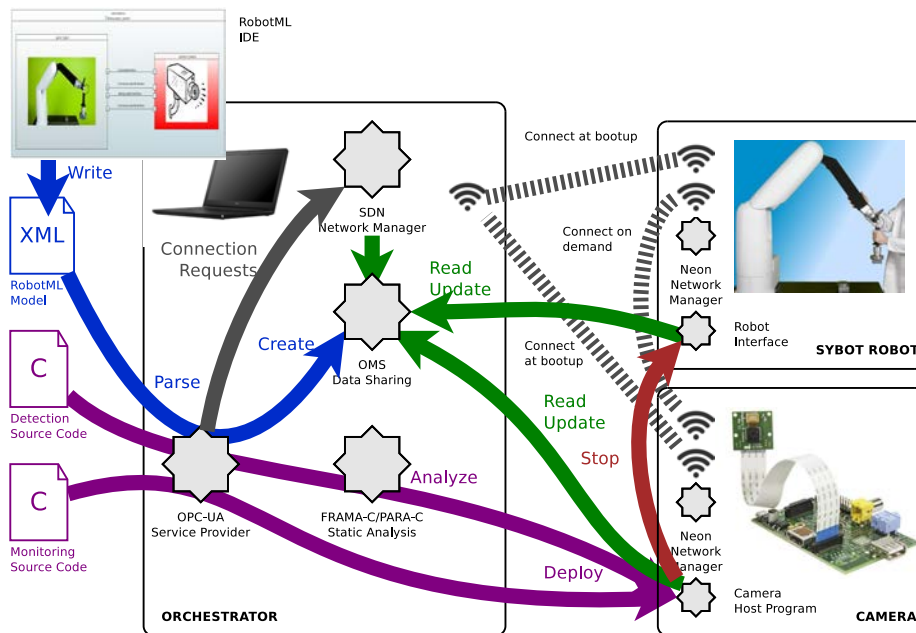 RobotML
IDE
Write
XML
RobotML
Model
C
Detection
Source Code
C
Monitoring
Source Code
Connection
Requests
SDN
Network Manager
Read
Update
Create
OMS
Data Sharing
Parse
Analyze
OPC-UA
Service Provider
FRAMA-C/PARA-C
Static Analysis
Deploy
ORCHESTRATOR
Connect at bootup
Connect on
demand
Connect
at bootup
Read
Update
Stop
Neon
Network
Manager
Robot
Interface
SYBOT ROBOT
Neon
Network
Manager
Camera
Host Program
CAMERA